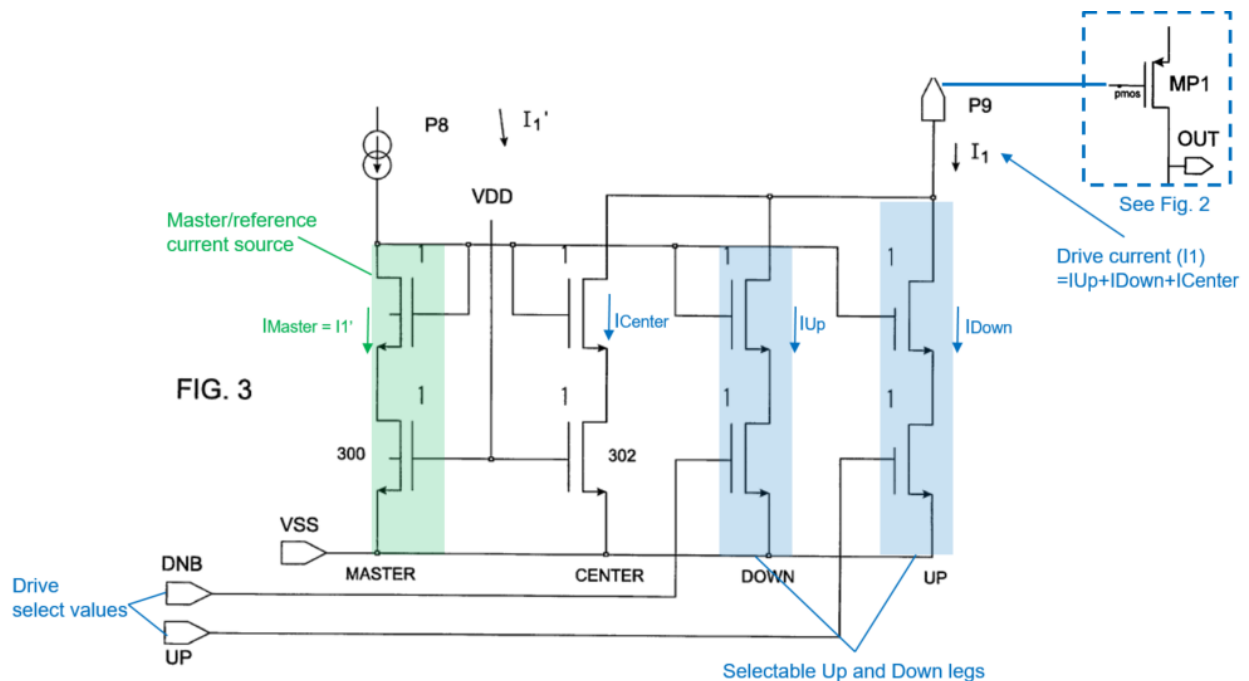 P8
I1'
P9
pmos
MP1
OUT
I1
See Fig. 2
VDD
Master/reference
current source
Drive current (I1)
=IUp+IDown+ICenter
1
1
1
1
IMaster = I1'
ICenter
IUp
IDown
FIG. 3
1
1
1
1
300
302
VSS
MASTER
CENTER
DOWN
UP
DNB
Drive
select values
UP
Selectable Up and Down legs